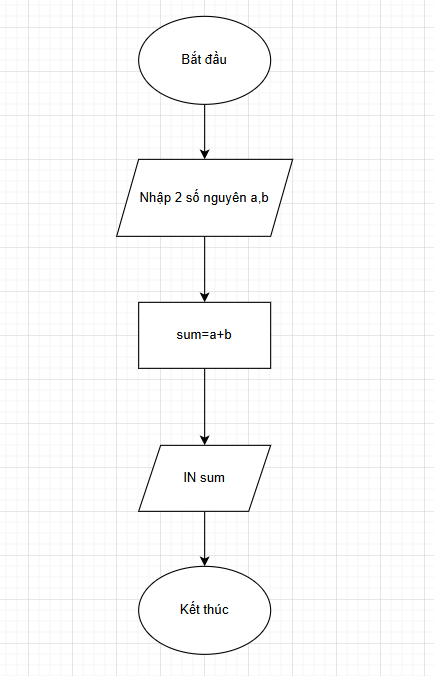 Bắt đầu
Nhập 2 số nguyên a,b
sum=a+b
IN sum
Kết thúc